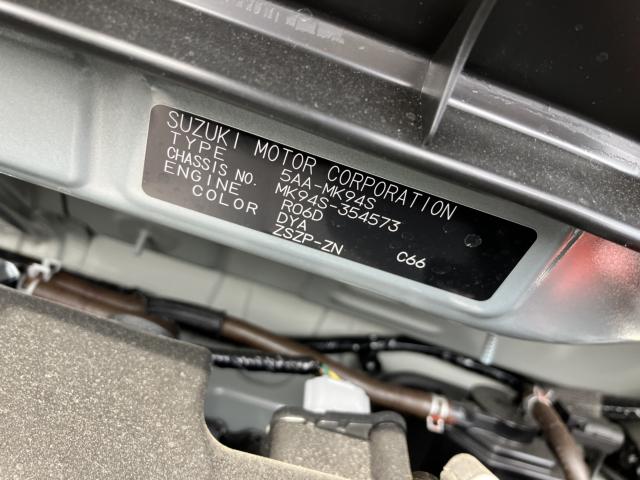 SUZUKI MOTOR CORPORATION
TYPE 5AA-MK94S
CHASSIS NO. MK94S-354573
ENGINE R06D
COLOR DYA
ZSZP-ZN C66